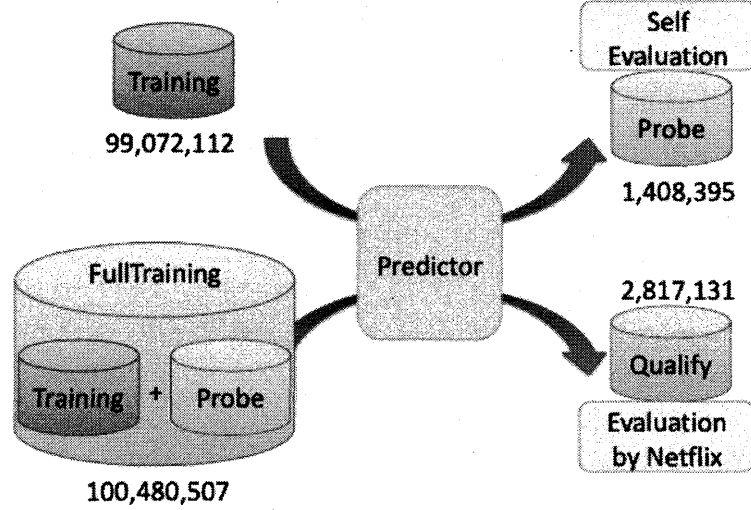 Training
99,072,112
FullTraining
Training + Probe
100,480,507
Predictor
Self
Evaluation
Probe
1,408,395
2,817,131
Qualify
Evaluation
by Netflix